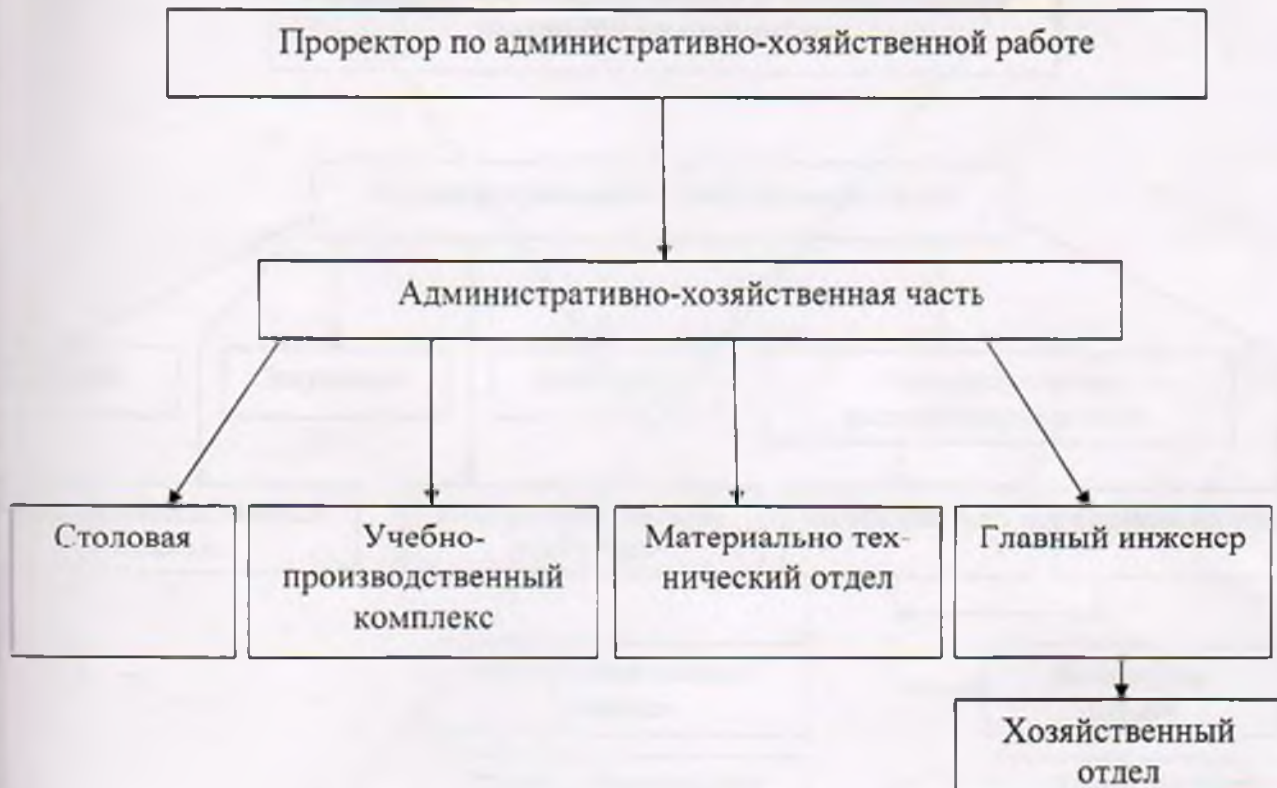 Проректор по административно-хозяйственной работе
Административно-хозяйственная часть
Столовая
Учебно-
производственный
комплекс
Материально тех-
нический отдел
Главный инженер
Хозяйственный
отдел